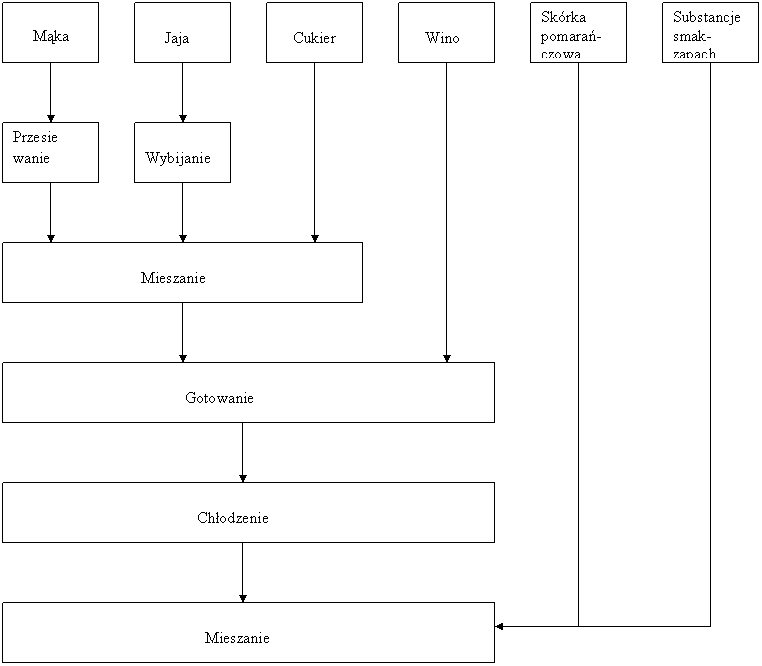 Mąka
Jaja
Cukier
Wino
Skórka
pomarań-
czowa
Substancje
smak-
zapach
Przesie
wanie
Wybijanie
Mieszanie
Gotowanie
Chłodzenie
Mieszanie